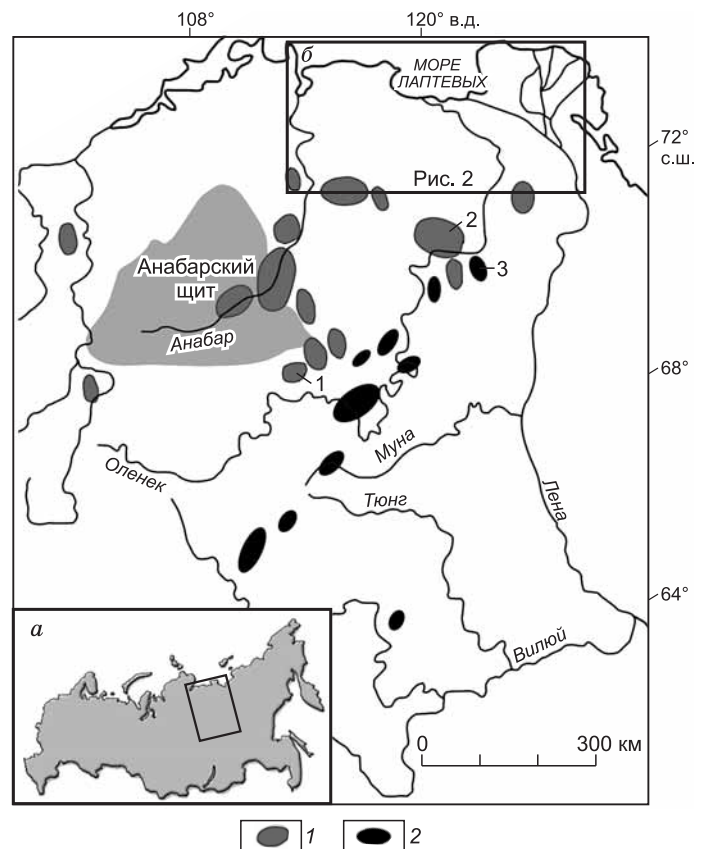 108°
120° в.д.
б
МОРЕ
ЛАПТЕВЫХ
72°
с.ш.
Рис. 2
2
Анабарский
щит
3
Анабар
1
68°
Муна
Оленек
Тюнг
Лена
64°
а
Вилюй
0
300 км
1
2